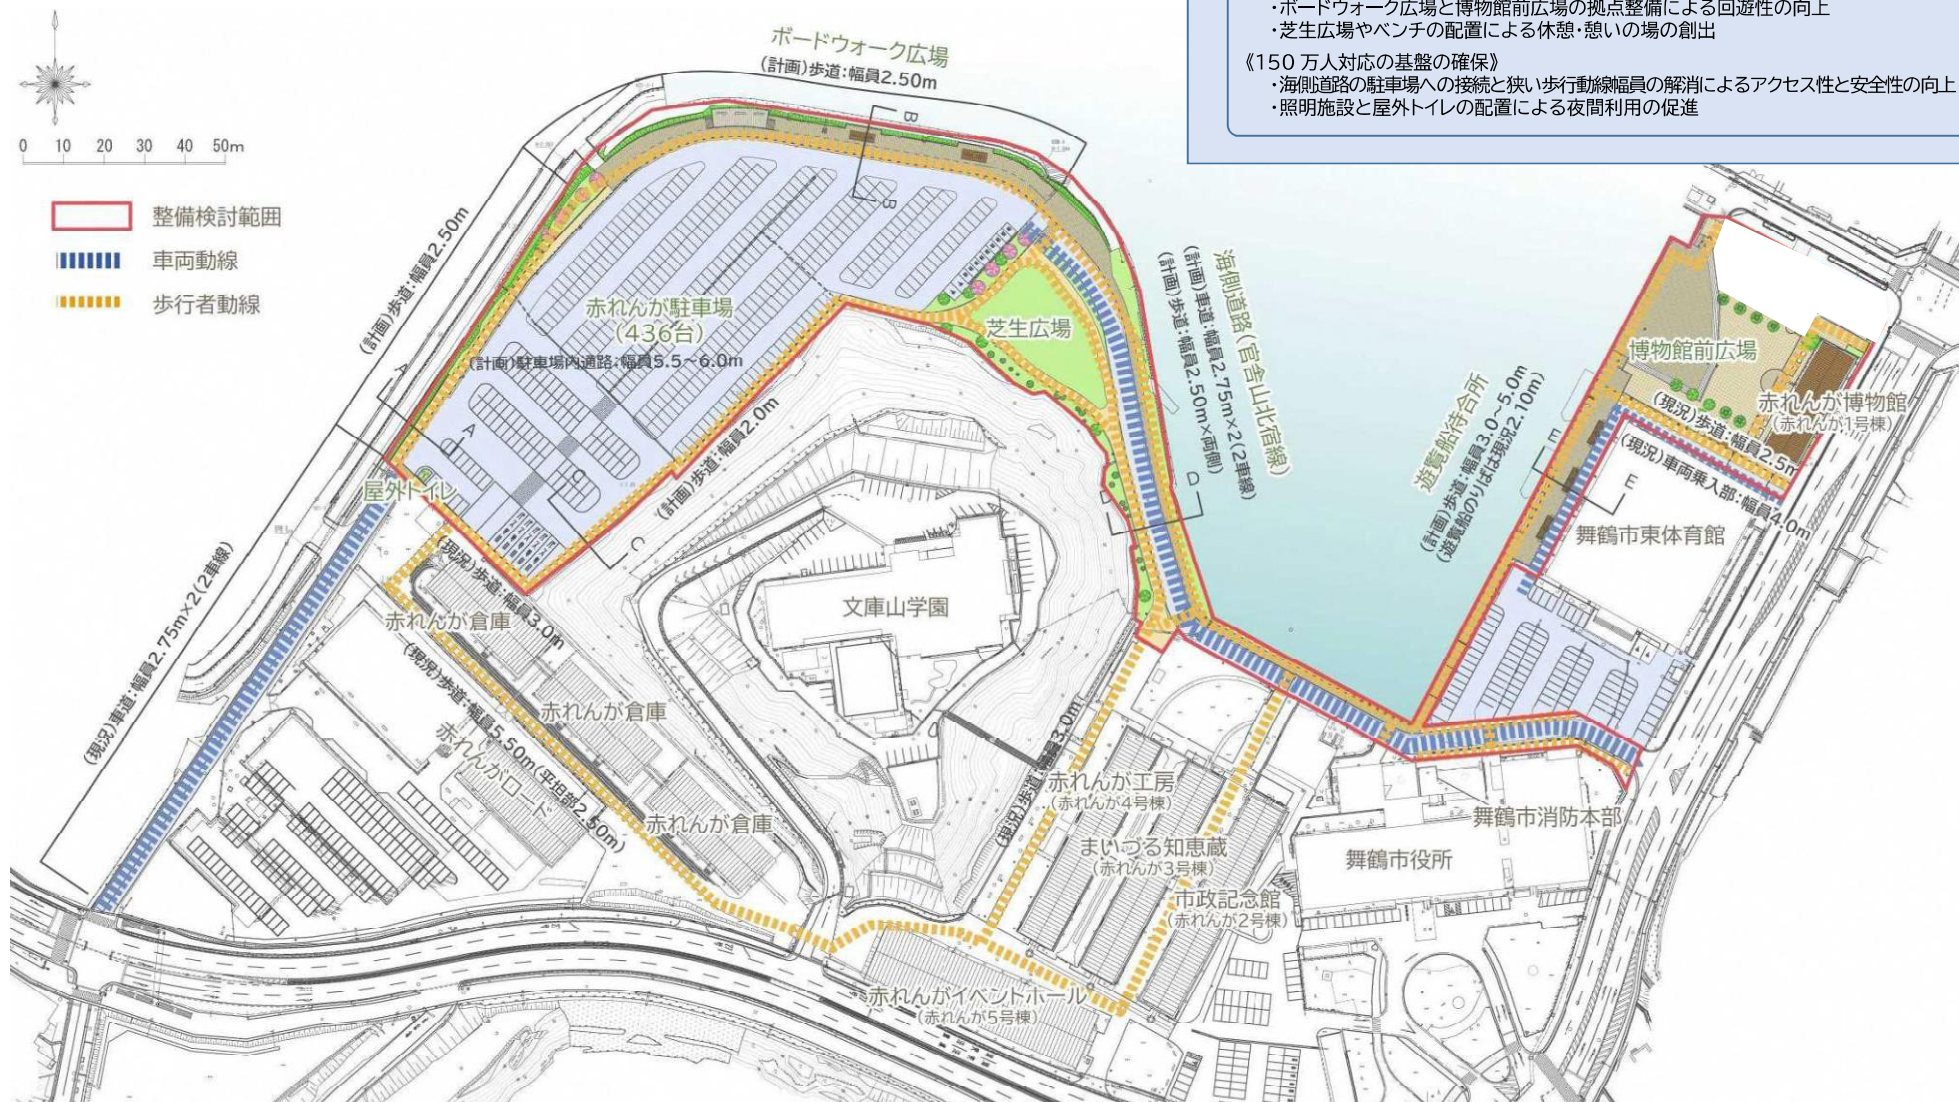 ・ボードウォーク広場と博物館前広場の拠点整備による回遊性の向上
・芝生広場やベンチの配置による休憩・憩いの場の創出
《150万人対応の基盤の確保》
・海側道路の駐車場への接続と狭い歩行動線幅員の解消によるアクセス性と安全性の向上
・照明施設と屋外トイレの配置による夜間利用の促進
0 10 20 30 40 50m
整備検討範囲
車両動線
歩行者動線
ボードウォーク広場
(計画)歩道:幅員2.50m
B
B
(計画)歩道:幅員2.50m
赤れんが駐車場
(436台)
(計画)駐車場内通路:幅員5.5～6.0m
芝生広場
海側道路(官舎山北宿線)
(計画)車道:幅員2.75m×2(2車線)
(計画)歩道:幅員2.50m×両側)
A
A
C
C
D
D
(計画)歩道:幅員2.0m
屋外トイレ
(現況)車道:幅員2.75m×2(2車線)
(現況)歩道:幅員3.0m
赤れんが倉庫
(現況)歩道:幅員5.50m(平坦部2.50m)
赤れんが倉庫
赤れんがロード
赤れんが倉庫
文庫山学園
(現況)歩道:幅員3.0m
遊覧船待合所
(計画)歩道:幅員3.0～5.0m
(遊覧船のりばは現況2.10m)
E
E
博物館前広場
赤れんが博物館
(赤れんが1号棟)
(現況)歩道:幅員2.5m
(現況)車両乗入部:幅員4.0m
舞鶴市東体育館
赤れんが工房
(赤れんが4号棟)
まいづる知恵蔵
(赤れんが3号棟)
市政記念館
(赤れんが2号棟)
舞鶴市消防本部
舞鶴市役所
赤れんがイベントホール
(赤れんが5号棟)